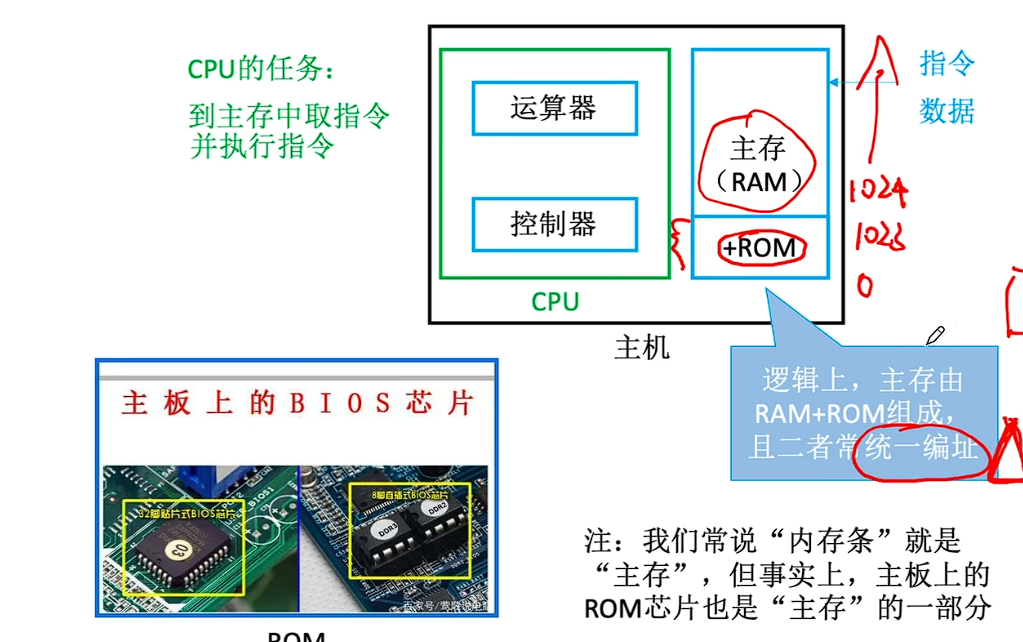 CPU的任务：
到主存中取指令
并执行指令
运算器
控制器
CPU
主存
（RAM）
+ROM
指令
数据
1024
1023
0
主机
逻辑上，主存由
RAM+ROM组成，
且二者常统一编址
主板上的BIOS芯片
32脚贴片式BIOS芯片
8脚直插式BIOS芯片
03
DDR3
DDR2
注：我们常说“内存条”就是
“主存”，但事实上，主板上的
ROM芯片也是“主存”的一部分
ROM